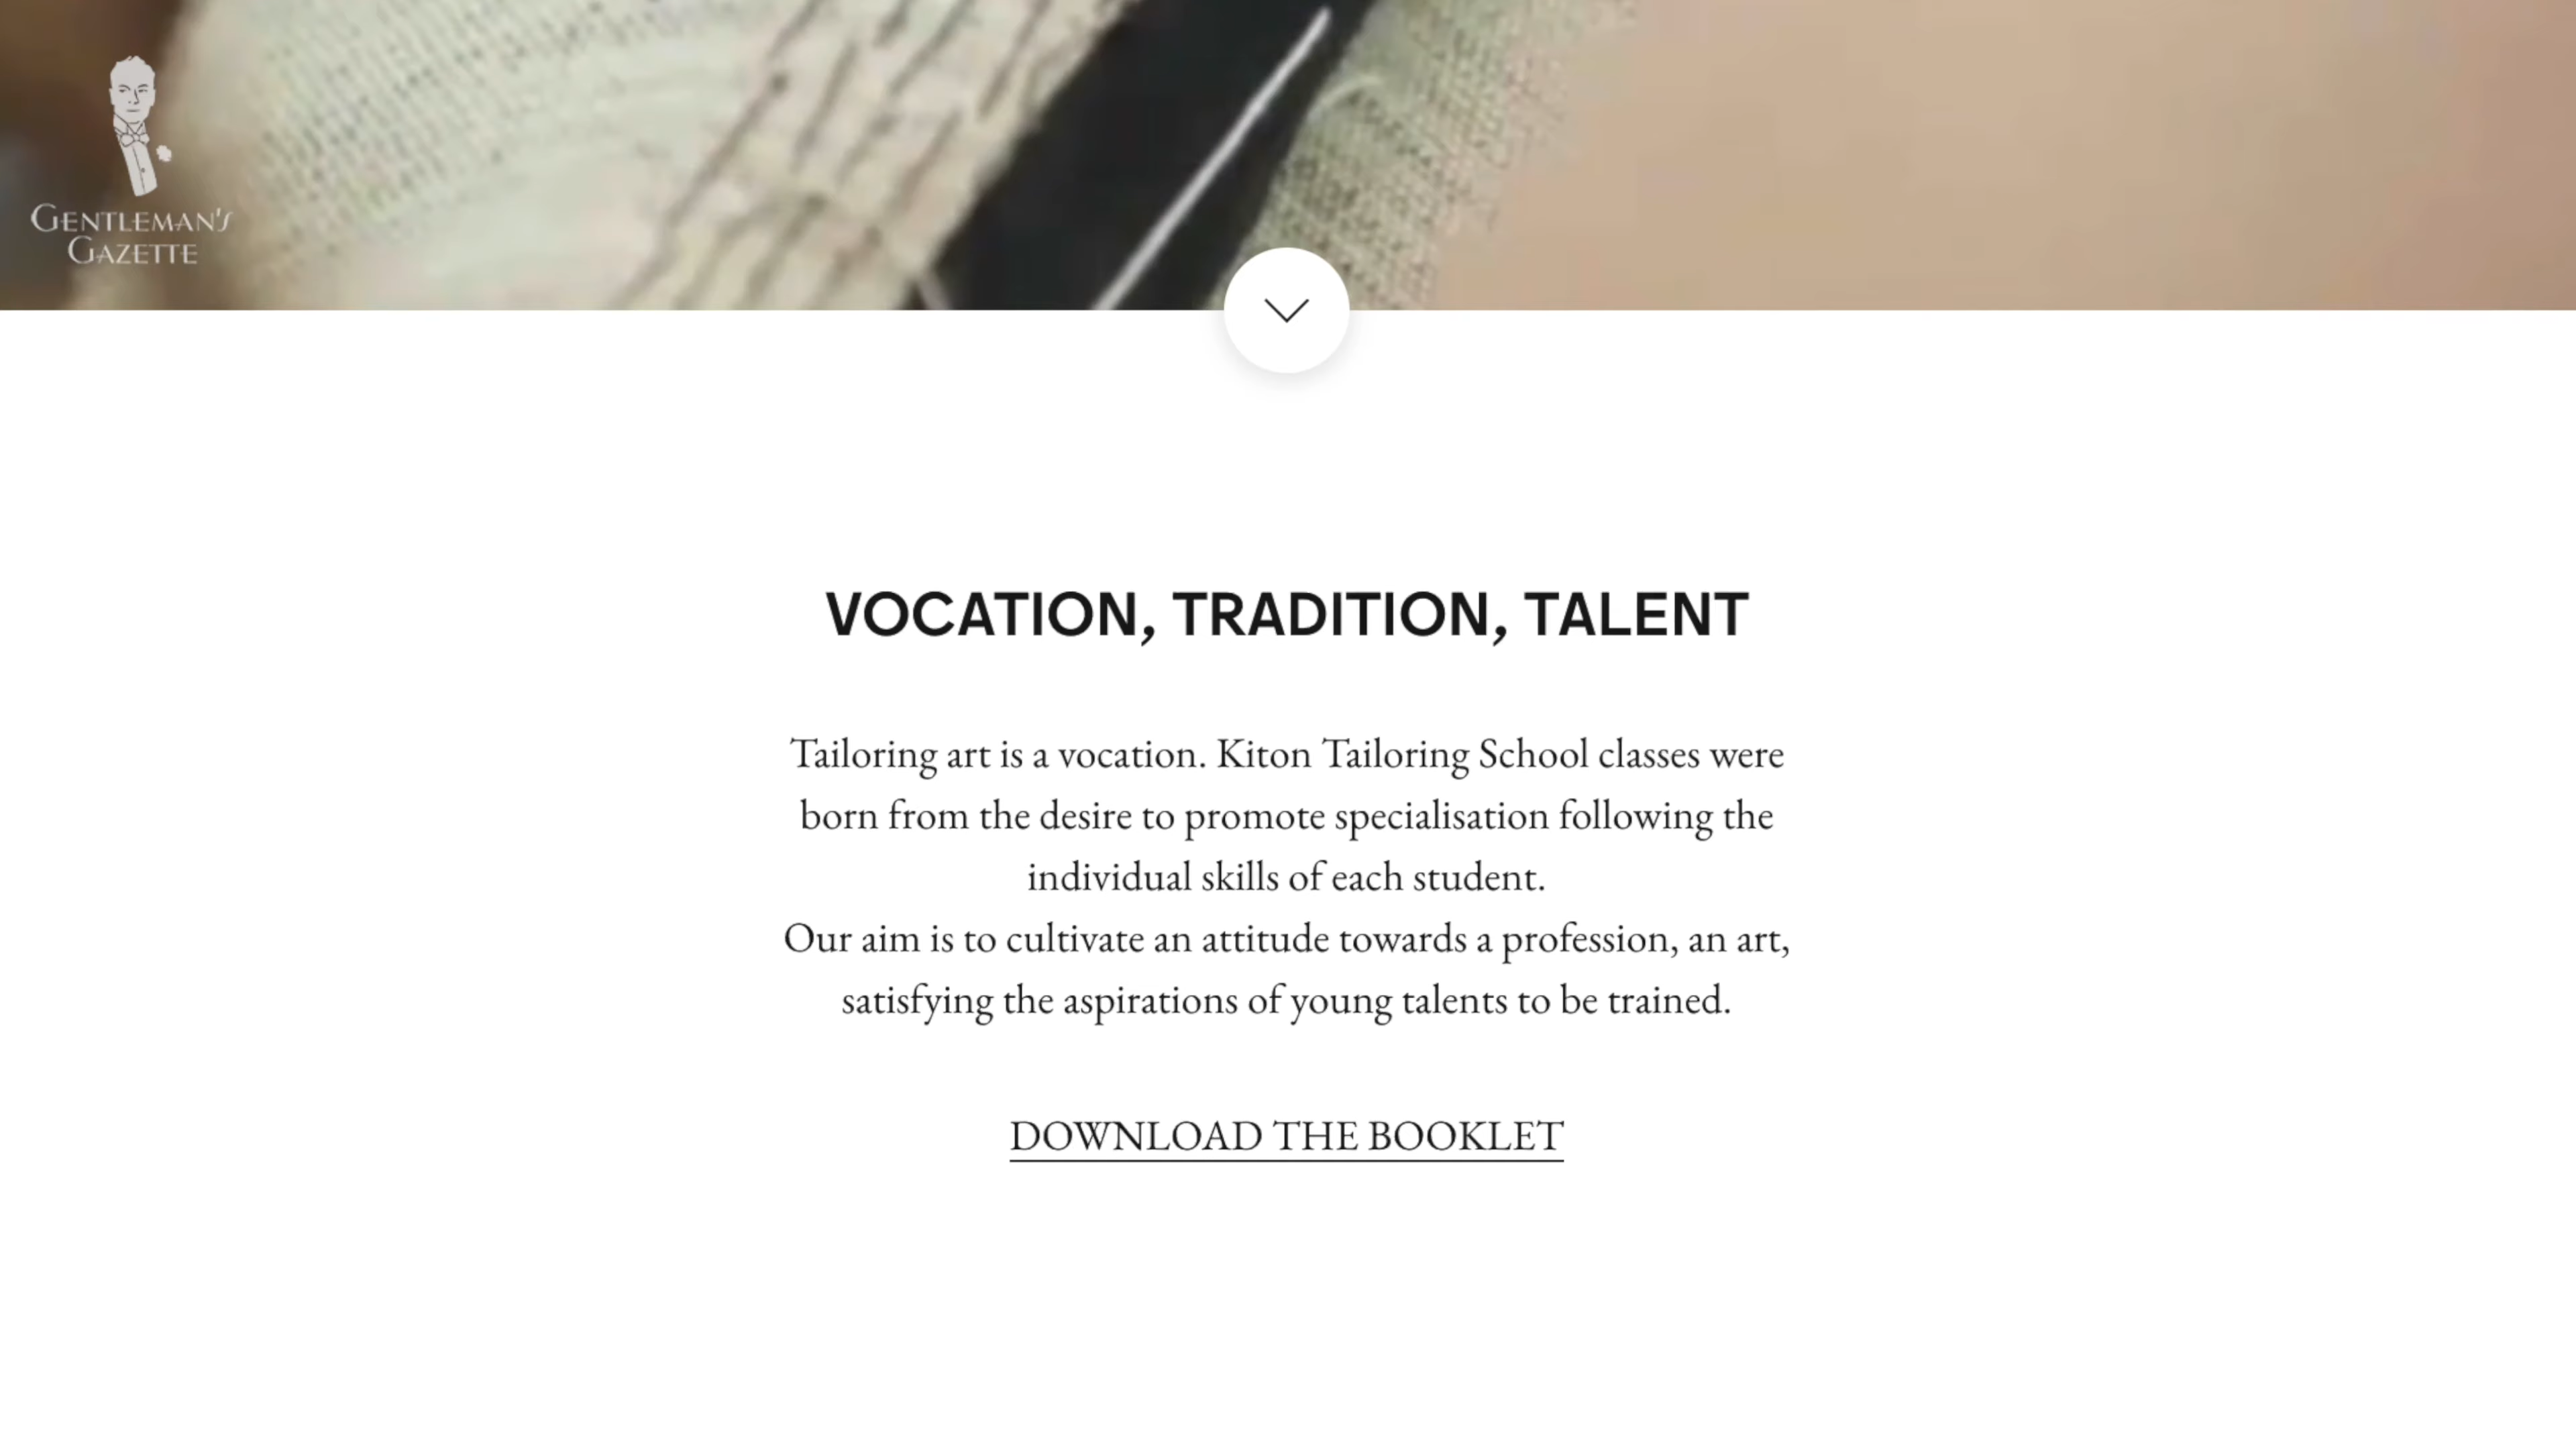 GENTLEMAN'S
GAZETTE
VOCATION, TRADITION, TALENT
Tailoring art is a vocation. Kiton Tailoring School classes were
born from the desire to promote specialisation following the
individual skills of each student.
Our aim is to cultivate an attitude towards a profession, an art,
satisfying the aspirations of young talents to be trained.
DOWNLOAD THE BOOKLET